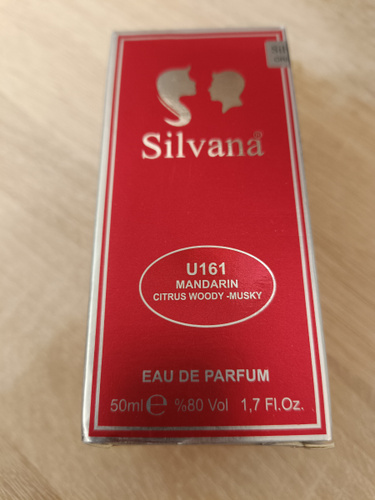 Silvana®
U161
MANDARIN
CITRUS WOODY -MUSKY
EAU DE PARFUM
50ml℮ %80 Vol 1,7 Fl.Oz.